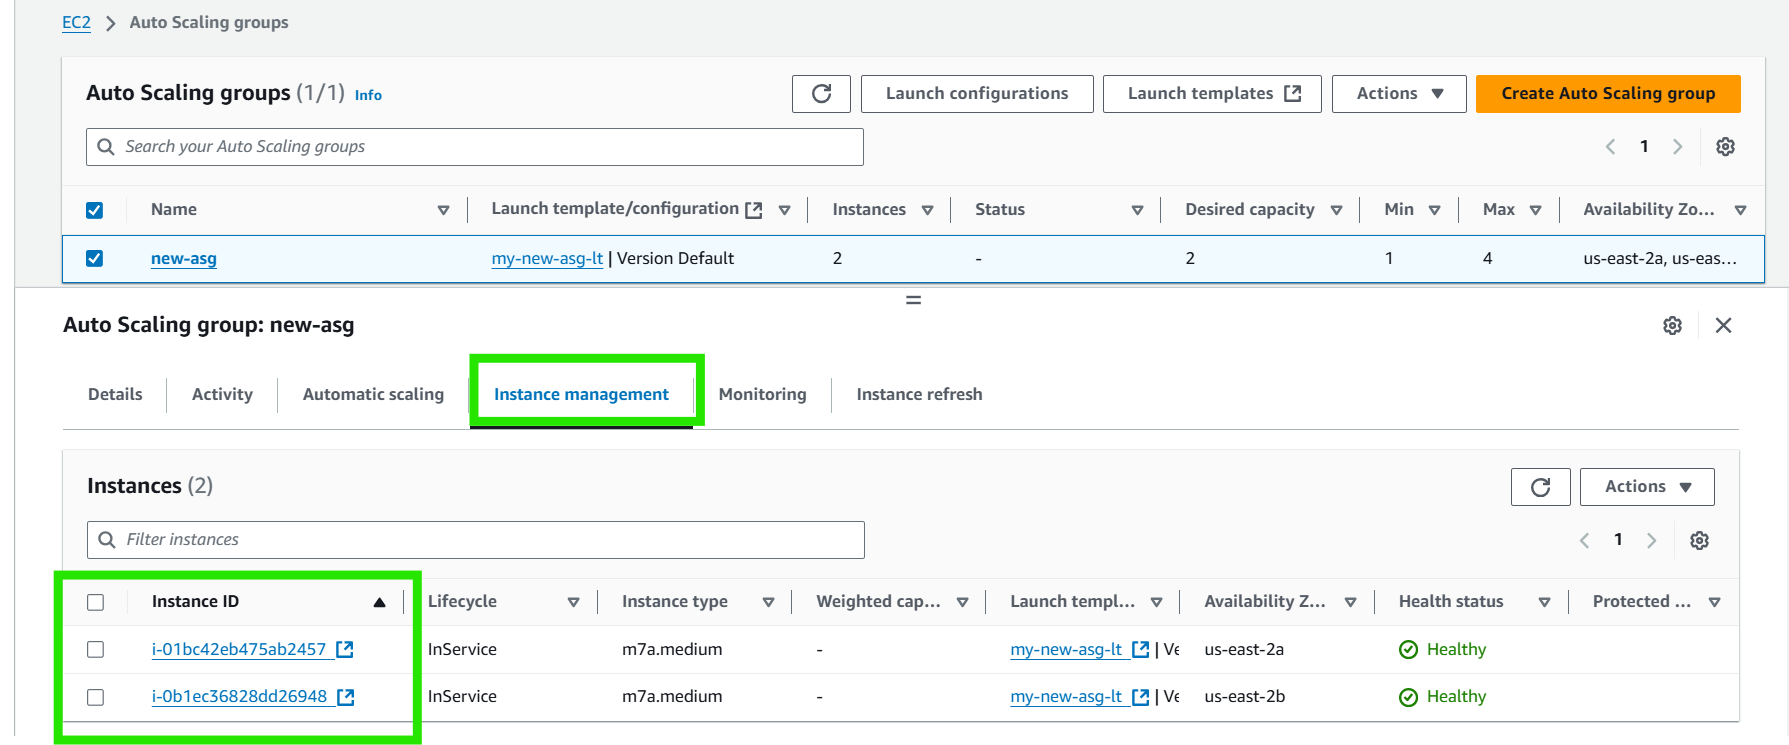 EC2 > Auto Scaling groups
Auto Scaling groups (1/1) Info
Launch configurations
Launch templates
Actions
Create Auto Scaling group
Search your Auto Scaling groups
1
Name Launch template/configuration Instances Status Desired capacity Min Max Availability Zo...
new-asg my-new-asg-lt | Version Default 2 - 2 1 4 us-east-2a, us-eas...
Auto Scaling group: new-asg
Details Activity Automatic scaling Instance management Monitoring Instance refresh
Instances (2)
Actions
Filter instances
1
Instance ID Lifecycle Instance type Weighted cap... Launch templ... Availability Z... Health status Protected ...
i-01bc42eb475ab2457 InService m7a.medium - my-new-asg-lt | Ve us-east-2a Healthy
i-0b1ec36828dd26948 InService m7a.medium - my-new-asg-lt | Ve us-east-2b Healthy